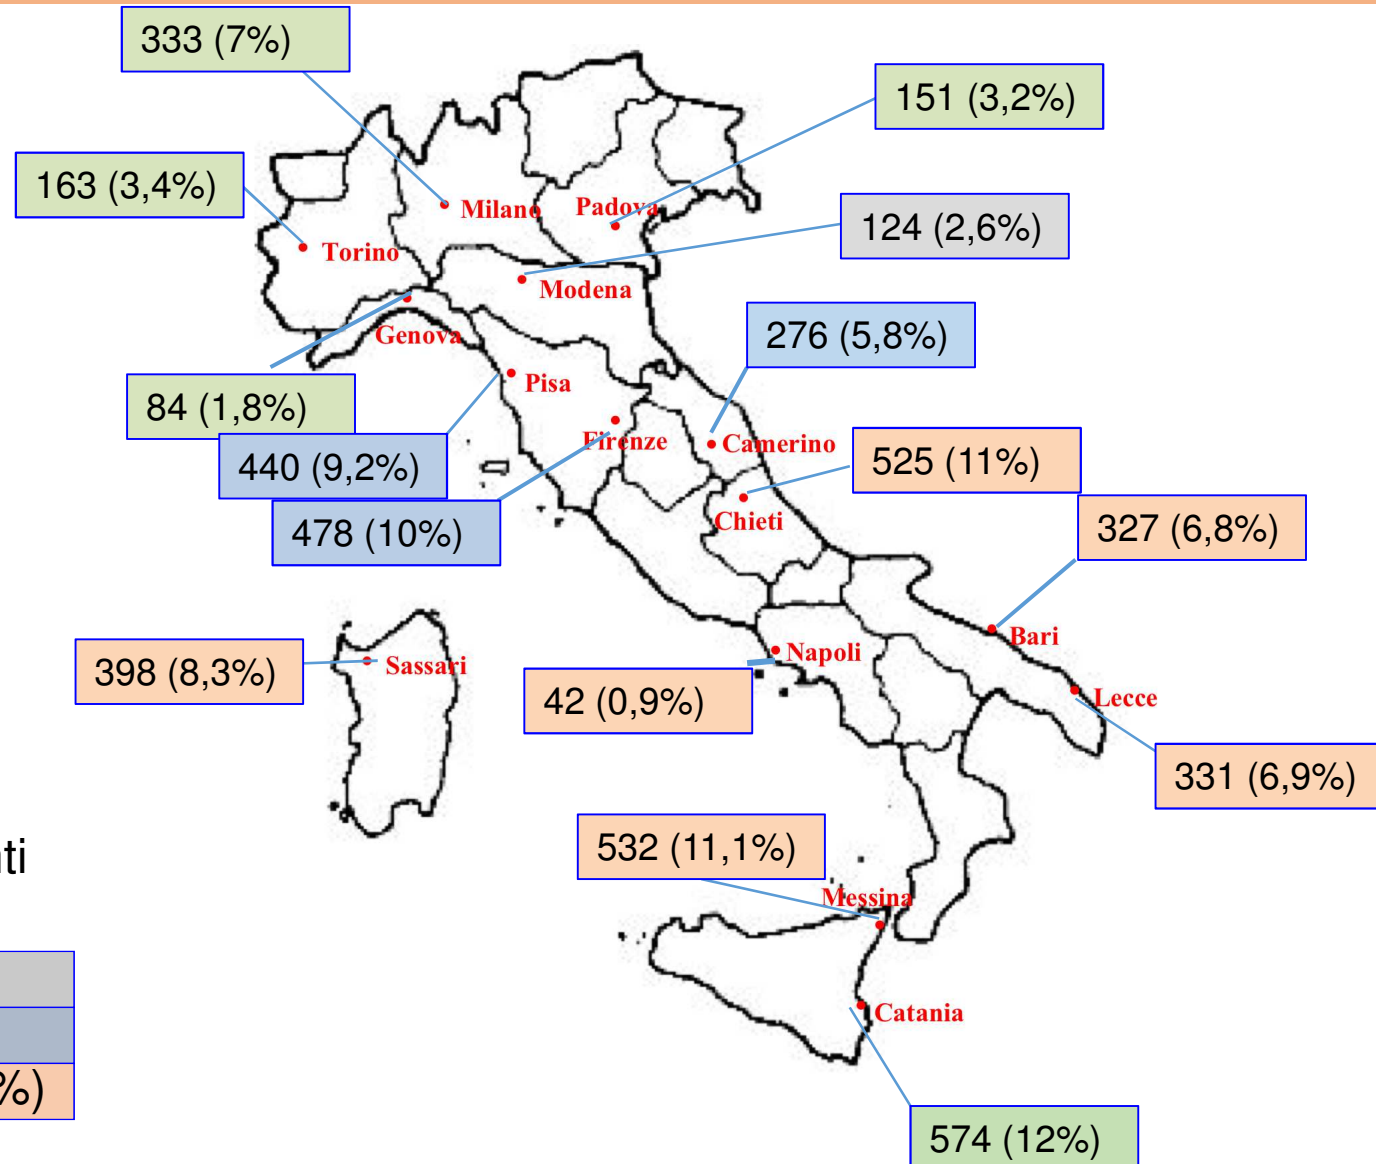 333 (7%)
151 (3,2%)
163 (3,4%)
Milano
Padova
124 (2,6%)
Torino
Modena
Genova
276 (5,8%)
Pisa
84 (1,8%)
440 (9,2%)
Firenze
Camerino
525 (11%)
478 (10%)
Chieti
327 (6,8%)
Bari
Napoli
398 (8,3%)
Sassari
42 (0,9%)
Lecce
331 (6,9%)
532 (11,1%)
ti
Messina
Catania
%)
574 (12%)